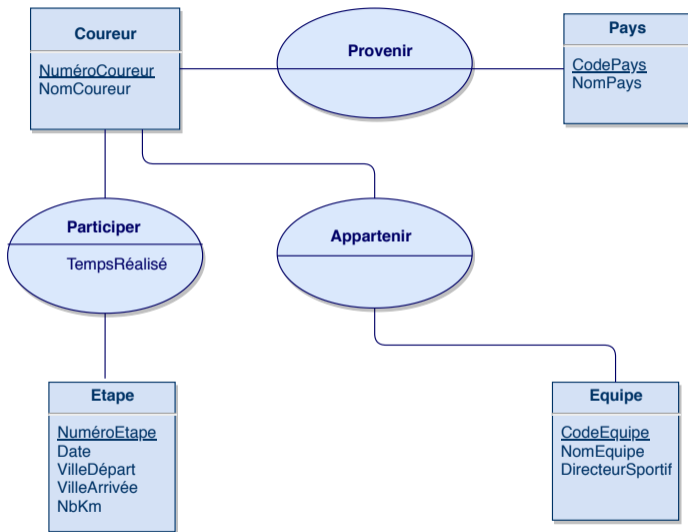 Coureur
NuméroCoureur
NomCoureur
Provenir
Pays
CodePays
NomPays
Participer
TempsRéalisé
Appartenir
Etape
NuméroEtape
Date
VilleDépart
VilleArrivée
NbKm
Equipe
CodeEquipe
NomEquipe
DirecteurSportif